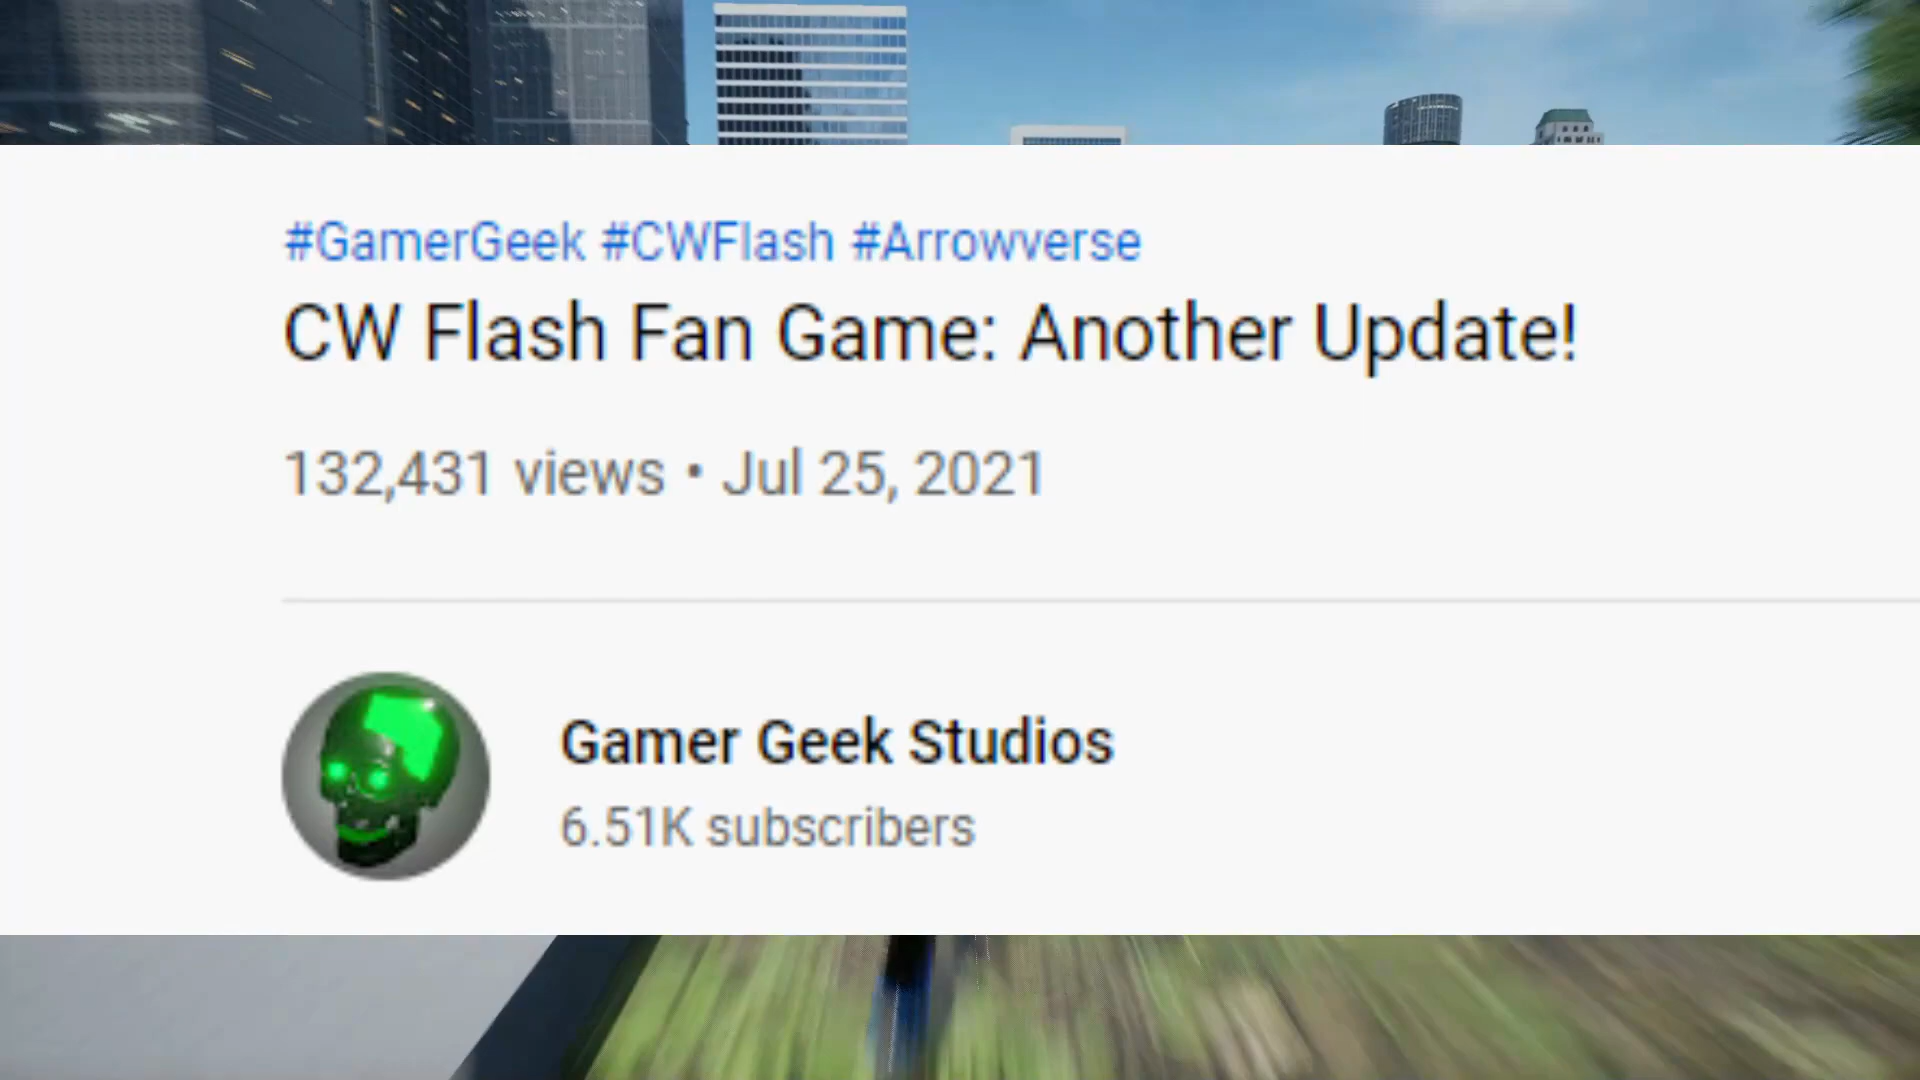 #GamerGeek #CWFlash #Arrowverse
CW Flash Fan Game: Another Update!
132,431 views • Jul 25, 2021
Gamer Geek Studios
6.51K subscribers